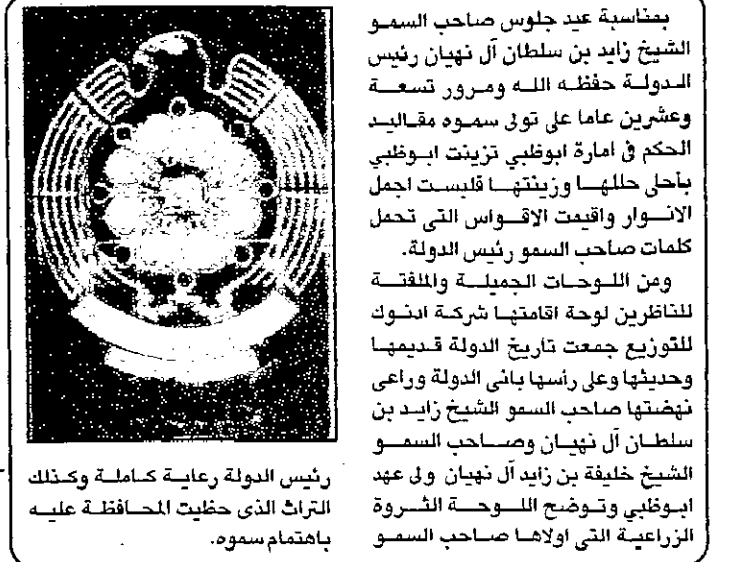 بمناسبة عيد جلوس صاحب السمو
الشيخ زايد بن سلطان آل نهيان رئيس
الدولة حفظه الله ومرور تسعة
وعشرين عاما على تولى سموه مقاليد
الحكم في امارة ابوظبي تزينت ابوظبي
بأحلى حللها وزينتها فلبست اجمل
الانوار واقيمت الاقواس التي تحمل
كلمات صاحب السمو رئيس الدولة.
ومن اللوحات الجميلة والملفتة
للناظرين لوحة اقامتها شركة ادنوك
للتوزيع جمعت تاريخ الدولة قديمها
وحديثها وعلى رأسها بانى الدولة وراعى
نهضتها صاحب السمو الشيخ زايد بن
سلطان آل نهيان وصاحب السمو
الشيخ خليفة بن زايد آل نهيان ولى عهد
ابوظبي وتوضح اللوحة الثروة
الزراعية التي اولاها صاحب السمو
رئيس الدولة رعاية كاملة وكذلك
التراث الذى حظيت المحافظة عليه
باهتمام سموه.